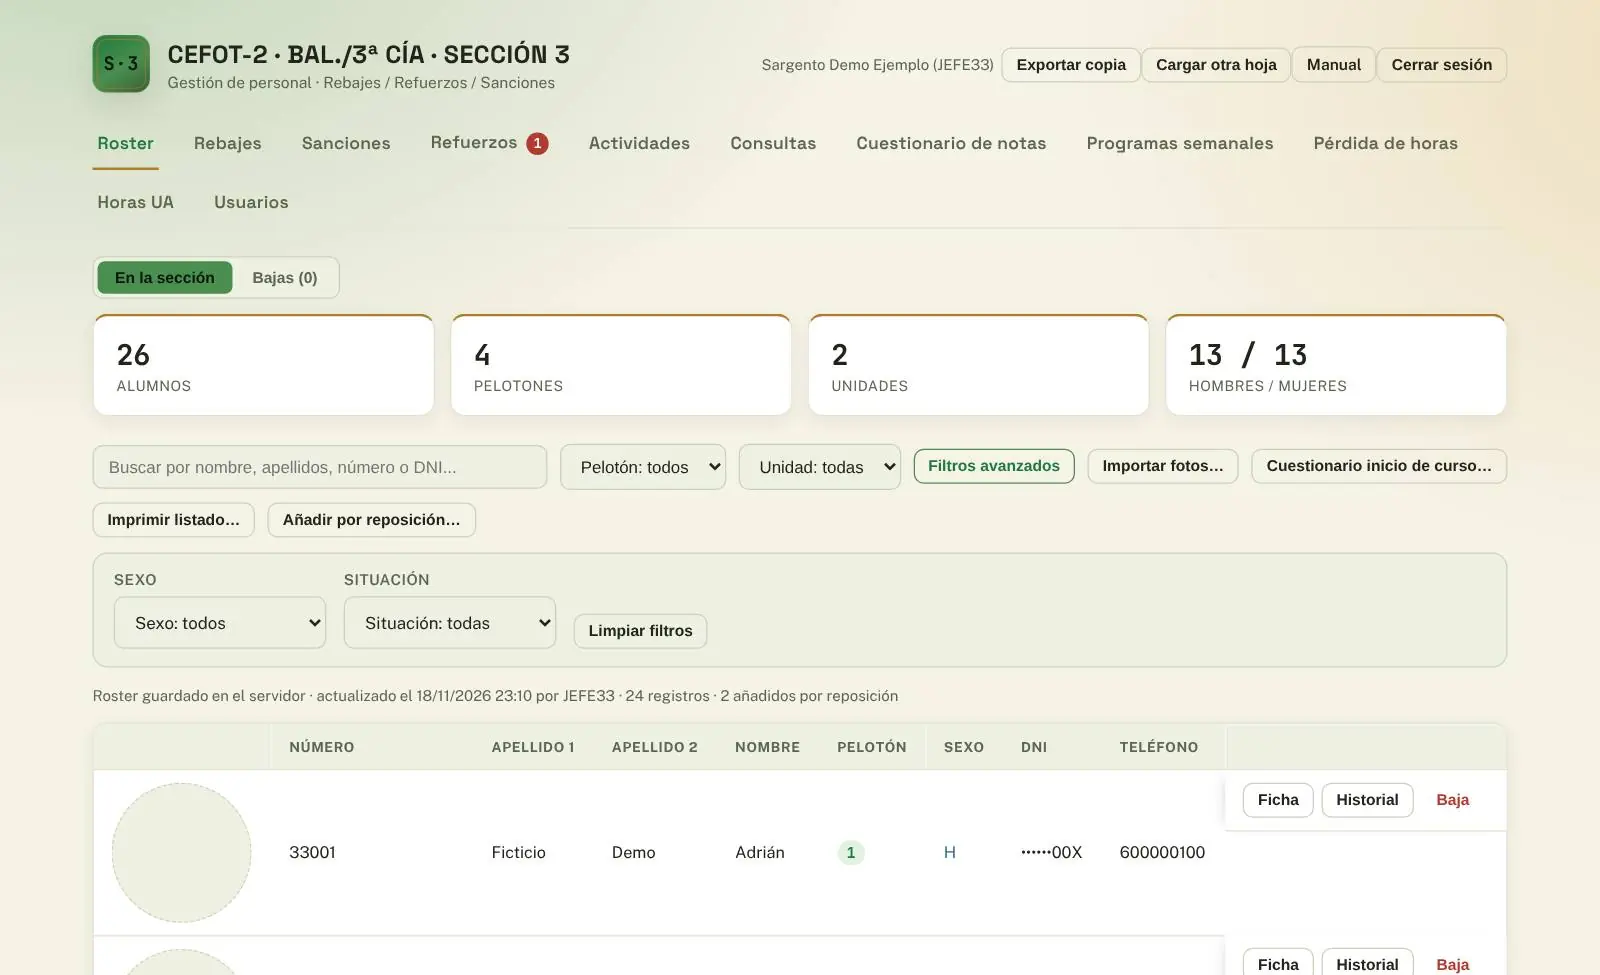 S·3
CEFOT-2 · BAL./3ª CÍA · SECCIÓN 3
Gestión de personal · Rebajes / Refuerzos / Sanciones
Sargento Demo Ejemplo (JEFE33)
Exportar copia
Cargar otra hoja
Manual
Cerrar sesión
Roster
Rebajes
Sanciones
Refuerzos 1
Actividades
Consultas
Cuestionario de notas
Programas semanales
Pérdida de horas
Horas UA
Usuarios
En la sección
Bajas (0)
26
ALUMNOS
4
PELOTONES
2
UNIDADES
13 / 13
HOMBRES / MUJERES
Buscar por nombre, apellidos, número o DNI...
Pelotón: todos
Unidad: todas
Filtros avanzados
Importar fotos...
Cuestionario inicio de curso...
Imprimir listado...
Añadir por reposición...
SEXO
SITUACIÓN
Sexo: todos
Situación: todas
Limpiar filtros
Roster guardado en el servidor · actualizado el 18/11/2026 23:10 por JEFE33 · 24 registros · 2 añadidos por reposición
NÚMERO APELLIDO 1 APELLIDO 2 NOMBRE PELOTÓN SEXO DNI TELÉFONO
33001 Ficticio Demo Adrián 1 H ••••••00X 600000100
Ficha Historial Baja
Ficha Historial Baja